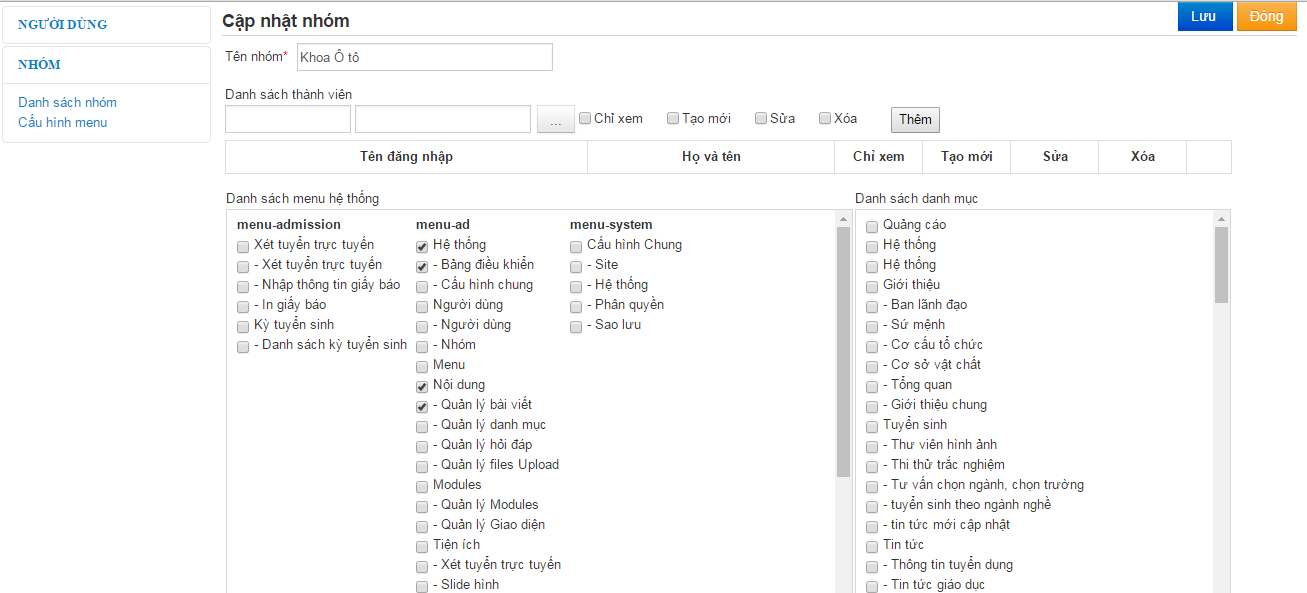 NGƯỜI DÙNG
NHÓM
Danh sách nhóm
Cấu hình menu
Cập nhật nhóm
Lưu
Đóng
Tên nhóm* Khoa Ô tô
Danh sách thành viên
... Chỉ xem Tạo mới Sửa Xóa Thêm
Tên đăng nhập Họ và tên Chỉ xem Tạo mới Sửa Xóa
Danh sách menu hệ thống
menu-admission
Xét tuyển trực tuyến
- Xét tuyển trực tuyến
- Nhập thông tin giấy báo
- In giấy báo
Kỳ tuyển sinh
- Danh sách kỳ tuyển sinh
menu-ad
Hệ thống
- Bảng điều khiển
- Cấu hình chung
Người dùng
- Người dùng
- Nhóm
Menu
Nội dung
- Quản lý bài viết
- Quản lý danh mục
- Quản lý hỏi đáp
- Quản lý files Upload
Modules
- Quản lý Modules
- Quản lý Giao diện
Tiện ích
- Xét tuyển trực tuyến
- Slide hình
menu-system
Cấu hình Chung
- Site
- Hệ thống
- Phân quyền
- Sao lưu
Danh sách danh mục
Quảng cáo
Hệ thống
Hệ thống
Giới thiệu
- Ban lãnh đạo
- Sứ mệnh
- Cơ cấu tổ chức
- Cơ sở vật chất
- Tổng quan
- Giới thiệu chung
Tuyển sinh
- Thư viên hình ảnh
- Thi thử trắc nghiệm
- Tư vấn chọn ngành, chọn trường
- tuyển sinh theo ngành nghề
- tin tức mới cập nhật
Tin tức
- Thông tin tuyển dụng
- Tin tức giáo dục